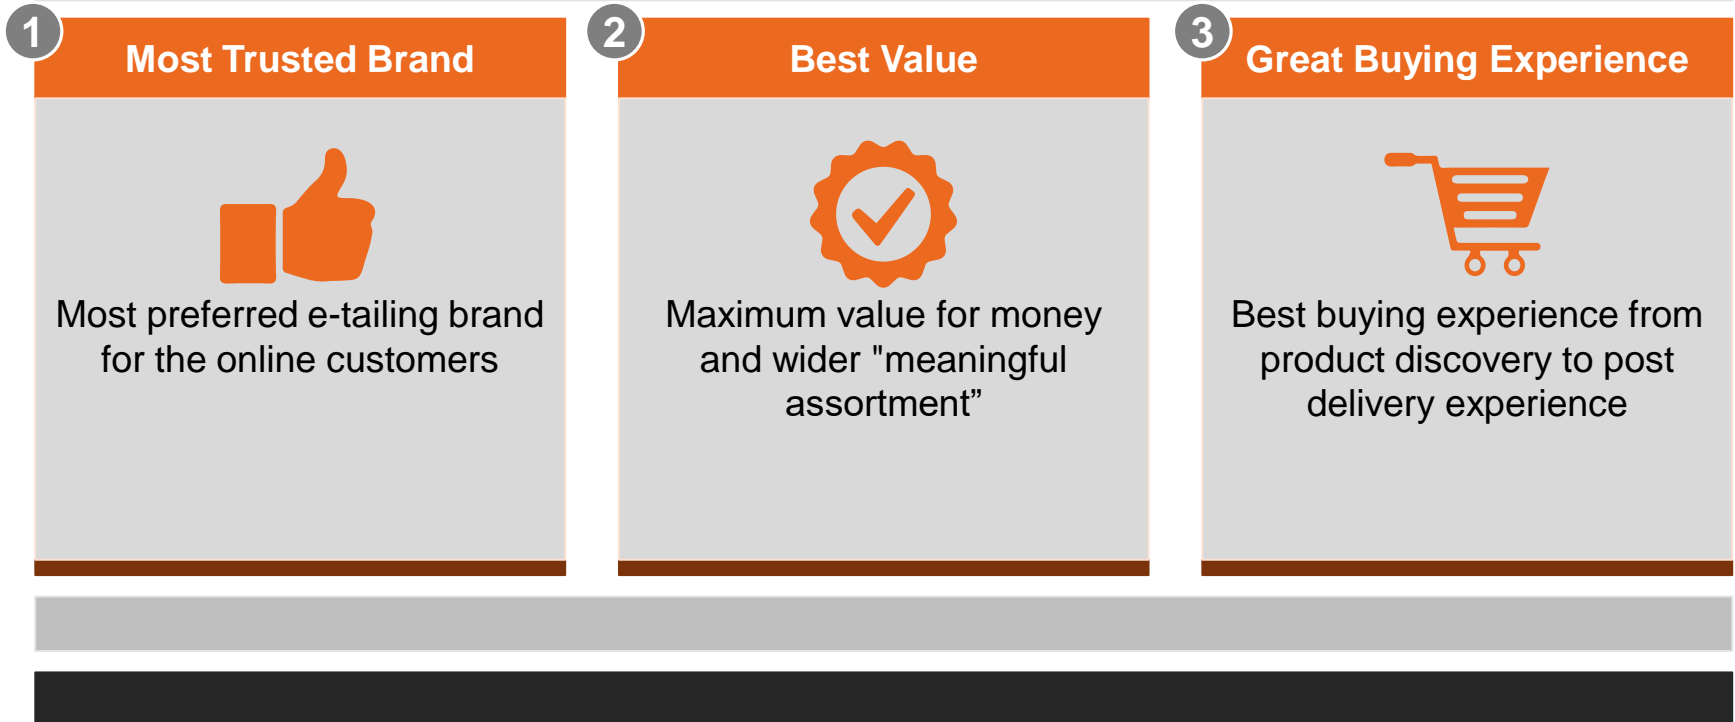 1
Most Trusted Brand
Most preferred e-tailing brand
for the online customers
2
Best Value
Maximum value for money
and wider "meaningful
assortment”
3
Great Buying Experience
Best buying experience from
product discovery to post
delivery experience